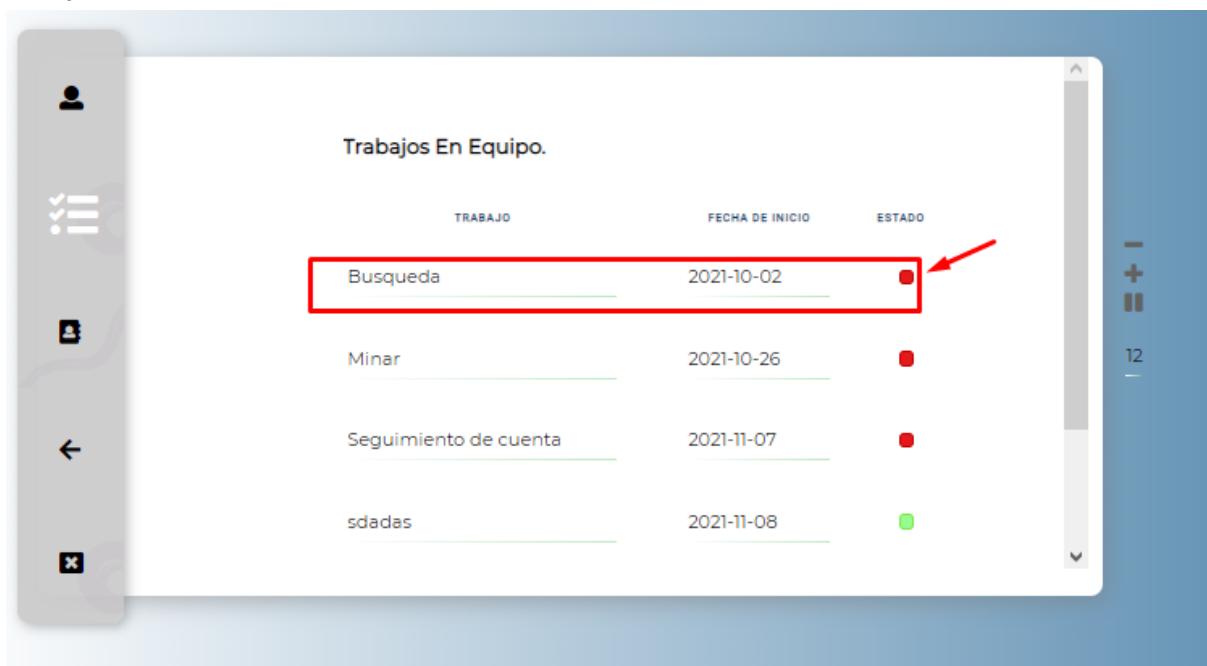 Trabajos En Equipo.
TRABAJO FECHA DE INICIO ESTADO
Busqueda 2021-10-02
Minar 2021-10-26
12
Seguimiento de cuenta 2021-11-07
sdadas 2021-11-08